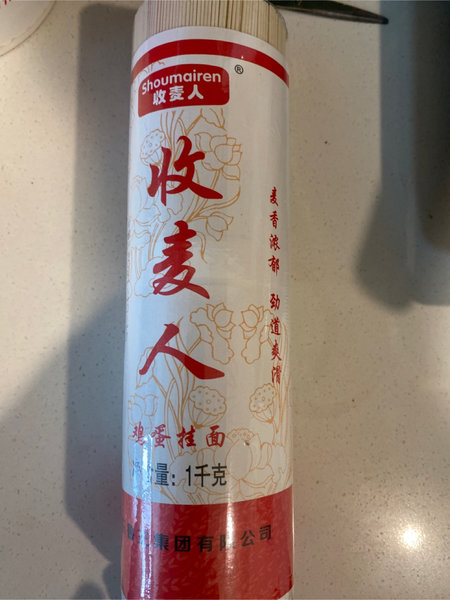 Shoumairen
®
收麦人
收麦人
麦香浓郁 劲道爽滑
鸡蛋挂面
量：1千克
集团有限公司